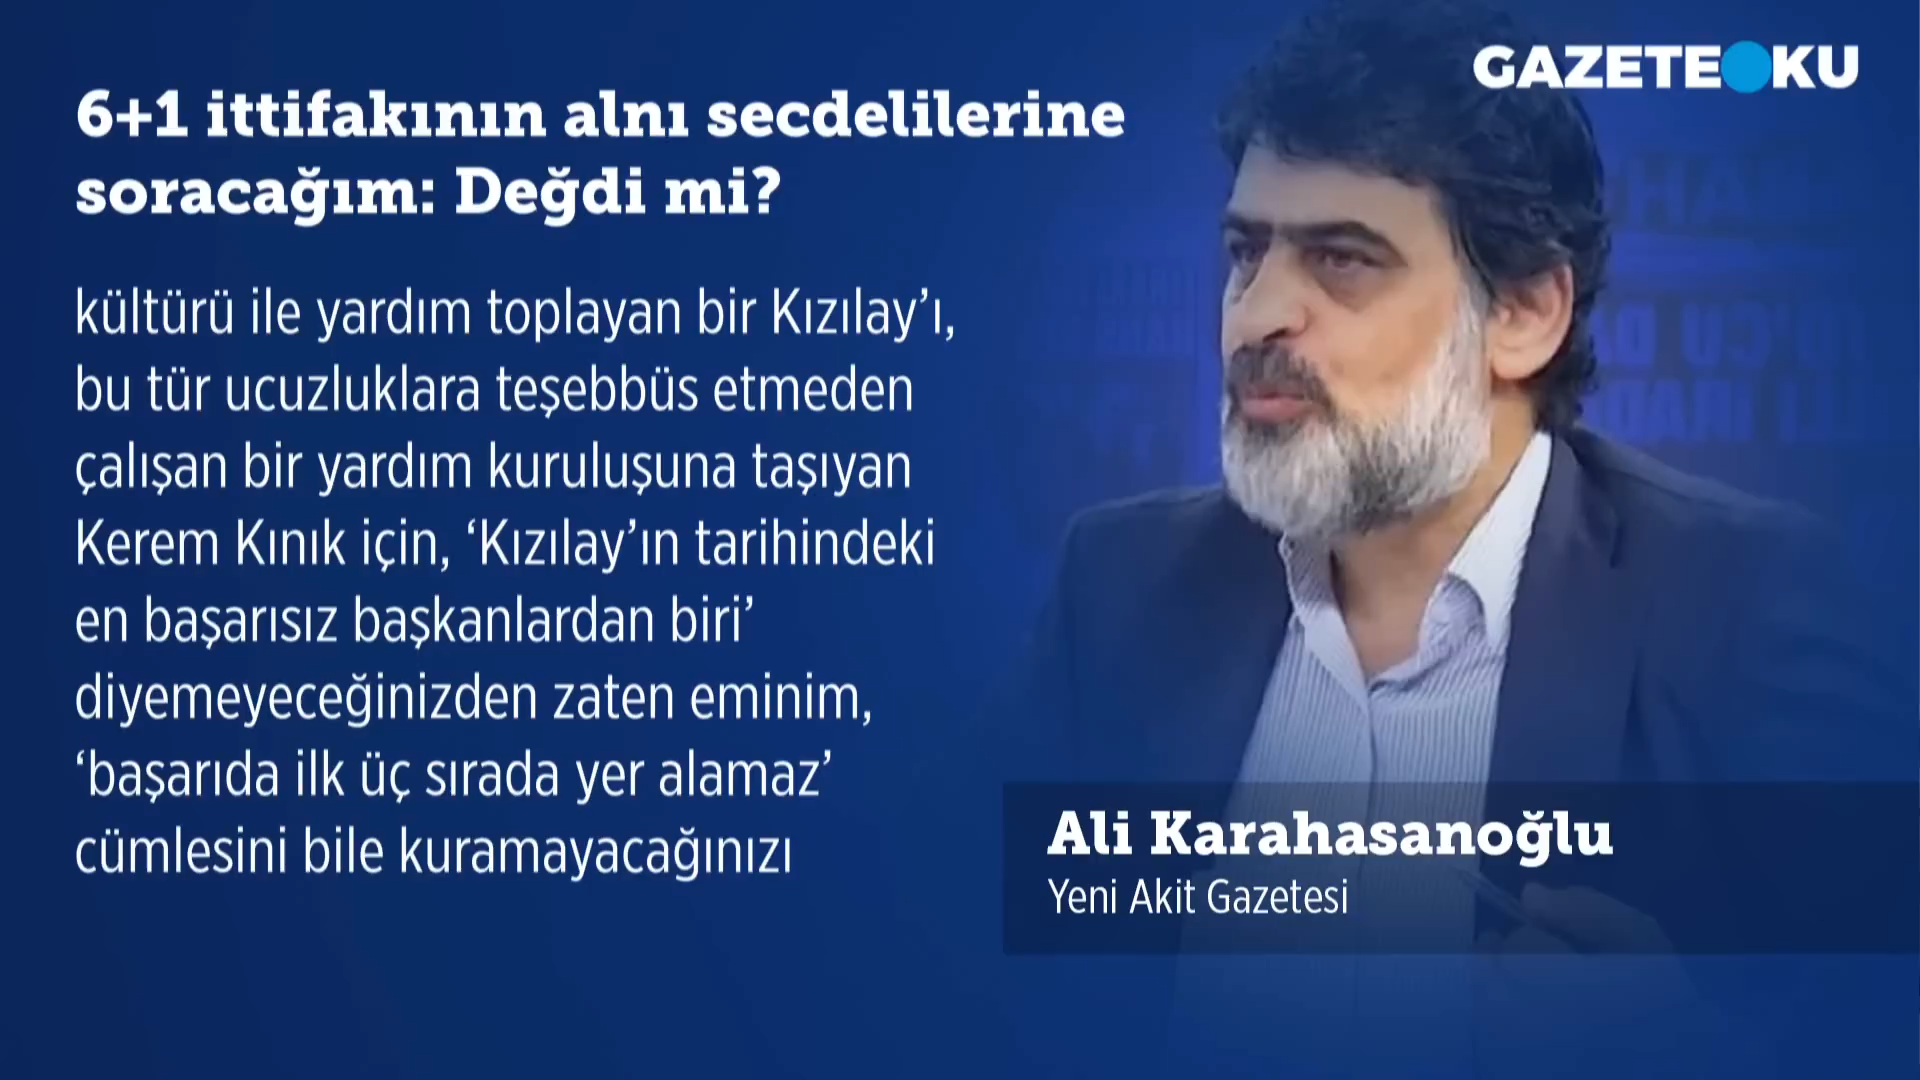 GAZETE OKU
6+1 ittifakının alnı secdelilerine
soracağım: Değdi mi?
kültürü ile yardım toplayan bir Kızılay’ı,
bu tür ucuzluklara teşebbüs etmeden
çalışan bir yardım kuruluşuna taşıyan
Kerem Kınık için, ‘Kızılay’ın tarihindeki
en başarısız başkanlardan biri’
diyemeyeceğinizden zaten eminim,
‘başarıda ilk üç sırada yer alamaz’
cümlesini bile kuramayacağınızı
Ali Karahasanoğlu
Yeni Akit Gazetesi